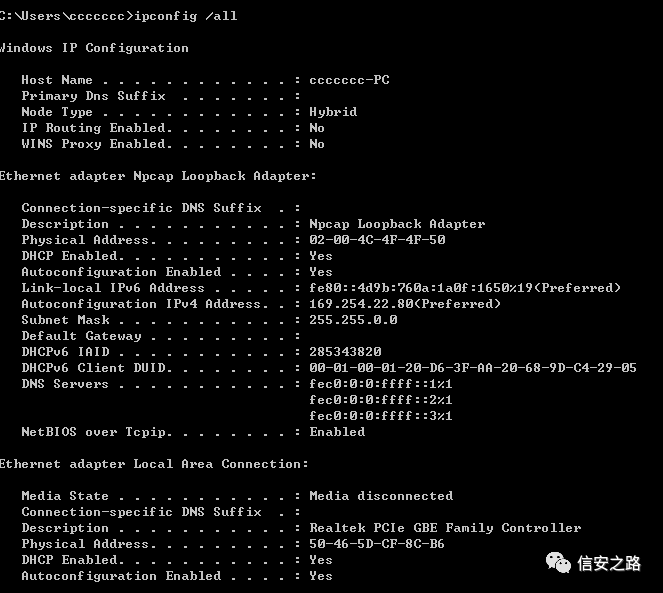 C:\Users\ccccccc>ipconfig /all
Windows IP Configuration
Host Name . . . . . . . . . . . . : ccccccc-PC
Primary Dns Suffix  . . . . . . . :
Node Type . . . . . . . . . . . . : Hybrid
IP Routing Enabled. . . . . . . . : No
WINS Proxy Enabled. . . . . . . . : No
Ethernet adapter Npcap Loopback Adapter:
Connection-specific DNS Suffix  . :
Description . . . . . . . . . . . : Npcap Loopback Adapter
Physical Address. . . . . . . . . : 02-00-4C-4F-4F-50
DHCP Enabled. . . . . . . . . . . : Yes
Autoconfiguration Enabled . . . . : Yes
Link-local IPv6 Address . . . . . : fe80::4d9b:760a:1a0f:1650%19(Preferred)
Autoconfiguration IPv4 Address. . : 169.254.22.80(Preferred)
Subnet Mask . . . . . . . . . . . : 255.255.0.0
Default Gateway . . . . . . . . . :
DHCPv6 IAID . . . . . . . . . . . : 285343820
DHCPv6 Client DUID. . . . . . . . : 00-01-00-01-20-D6-3F-AA-20-68-9D-C4-29-05
DNS Servers . . . . . . . . . . . : fec0:0:0:ffff::1%1
fec0:0:0:ffff::2%1
fec0:0:0:ffff::3%1
NetBIOS over Tcpip. . . . . . . . : Enabled
Ethernet adapter Local Area Connection:
Media State . . . . . . . . . . . : Media disconnected
Connection-specific DNS Suffix  . :
Description . . . . . . . . . . . : Realtek PCIe GBE Family Controller
Physical Address. . . . . . . . . : 50-46-5D-CF-8C-B6
DHCP Enabled. . . . . . . . . . . : Yes
Autoconfiguration Enabled . . . . : Yes
信安之路